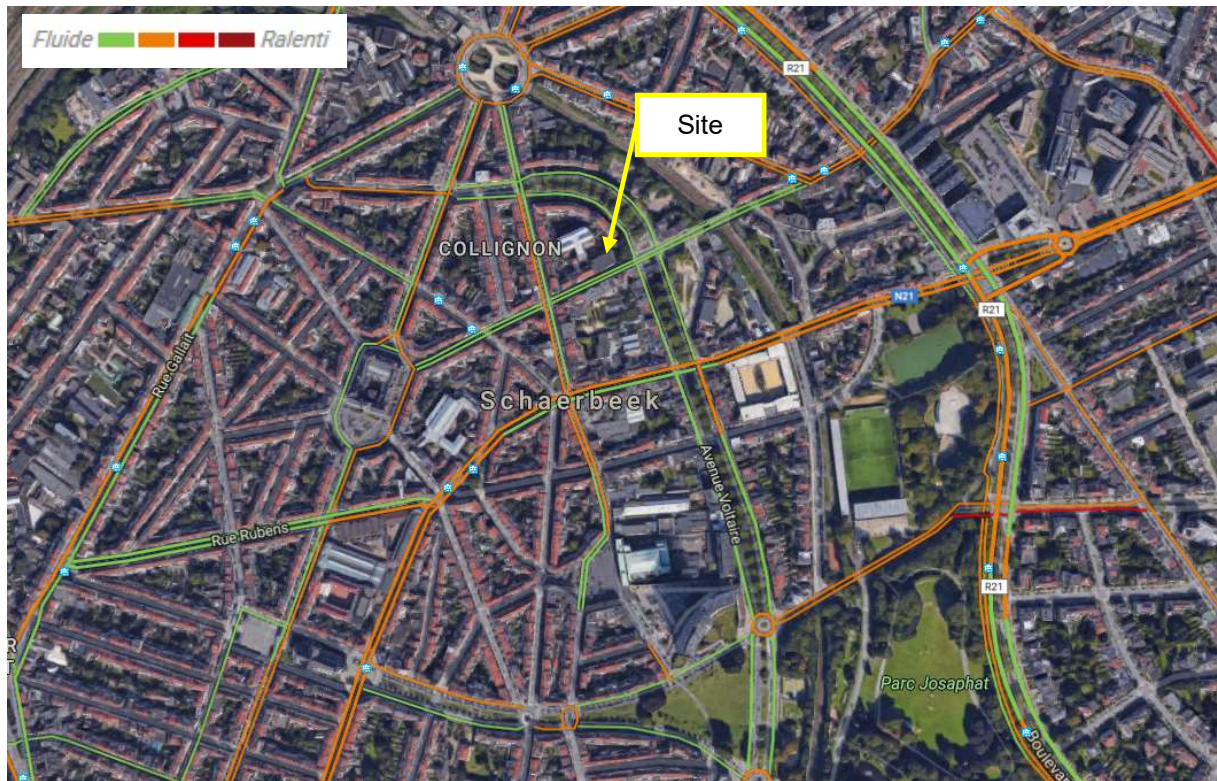 Fluide Ralenti
R21
Site
COLLIGNON
N21
R21
Rue Gallait
Schaerbeek
Avenue Voltaire
Rue Rubens
R21
Parc Josaphat
Boulevar